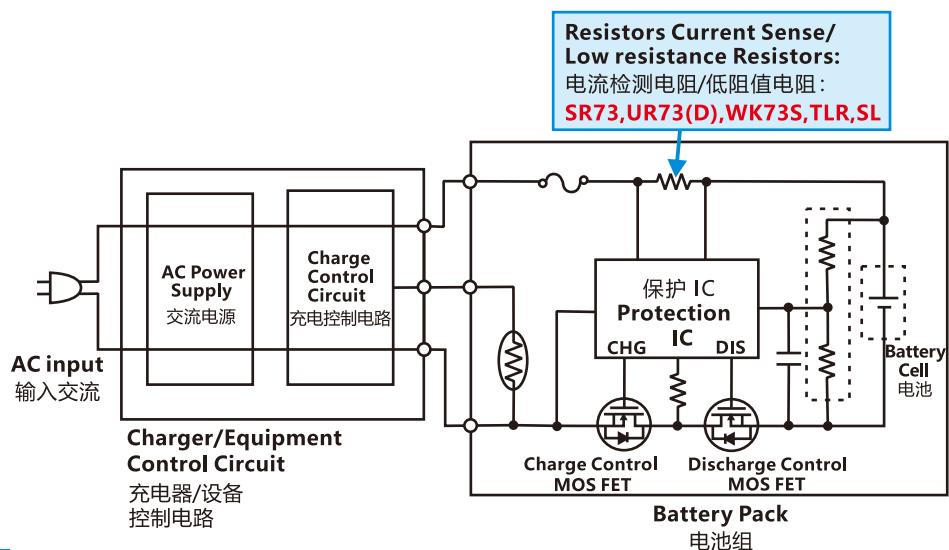 Resistors Current Sense/
Low resistance Resistors:
电流检测电阻/低阻值电阻：
SR73,UR73(D),WK73S,TLR,SL
AC Power
Supply
交流电源
Charge
Control
Circuit
充电控制电路
保护 IC
Protection
IC
CHG
DIS
AC input
输入交流
Battery
Cell
电池
Charger/Equipment
Control Circuit
充电器/设备
控制电路
Charge Control
MOS FET
Discharge Control
MOS FET
Battery Pack
电池组